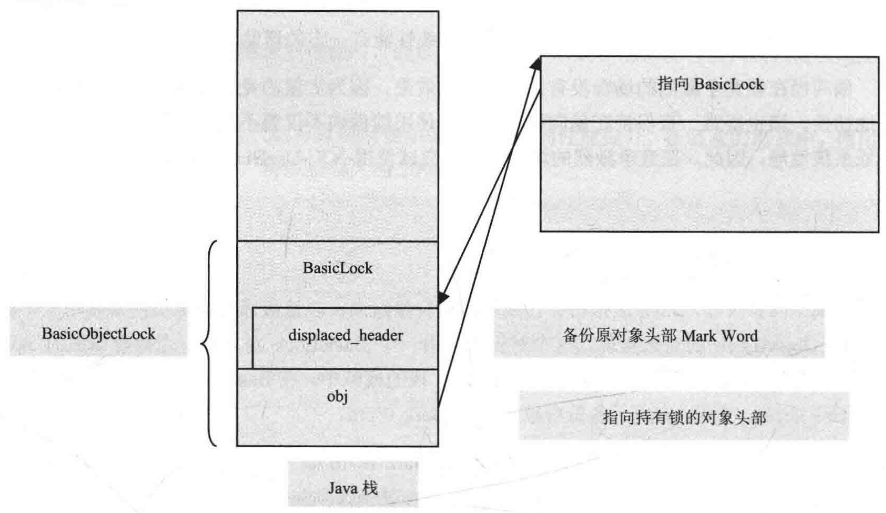 指向 BasicLock
BasicLock
BasicObjectLock
displaced_header
备份原对象头部 Mark Word
obj
指向持有锁的对象头部
Java 栈